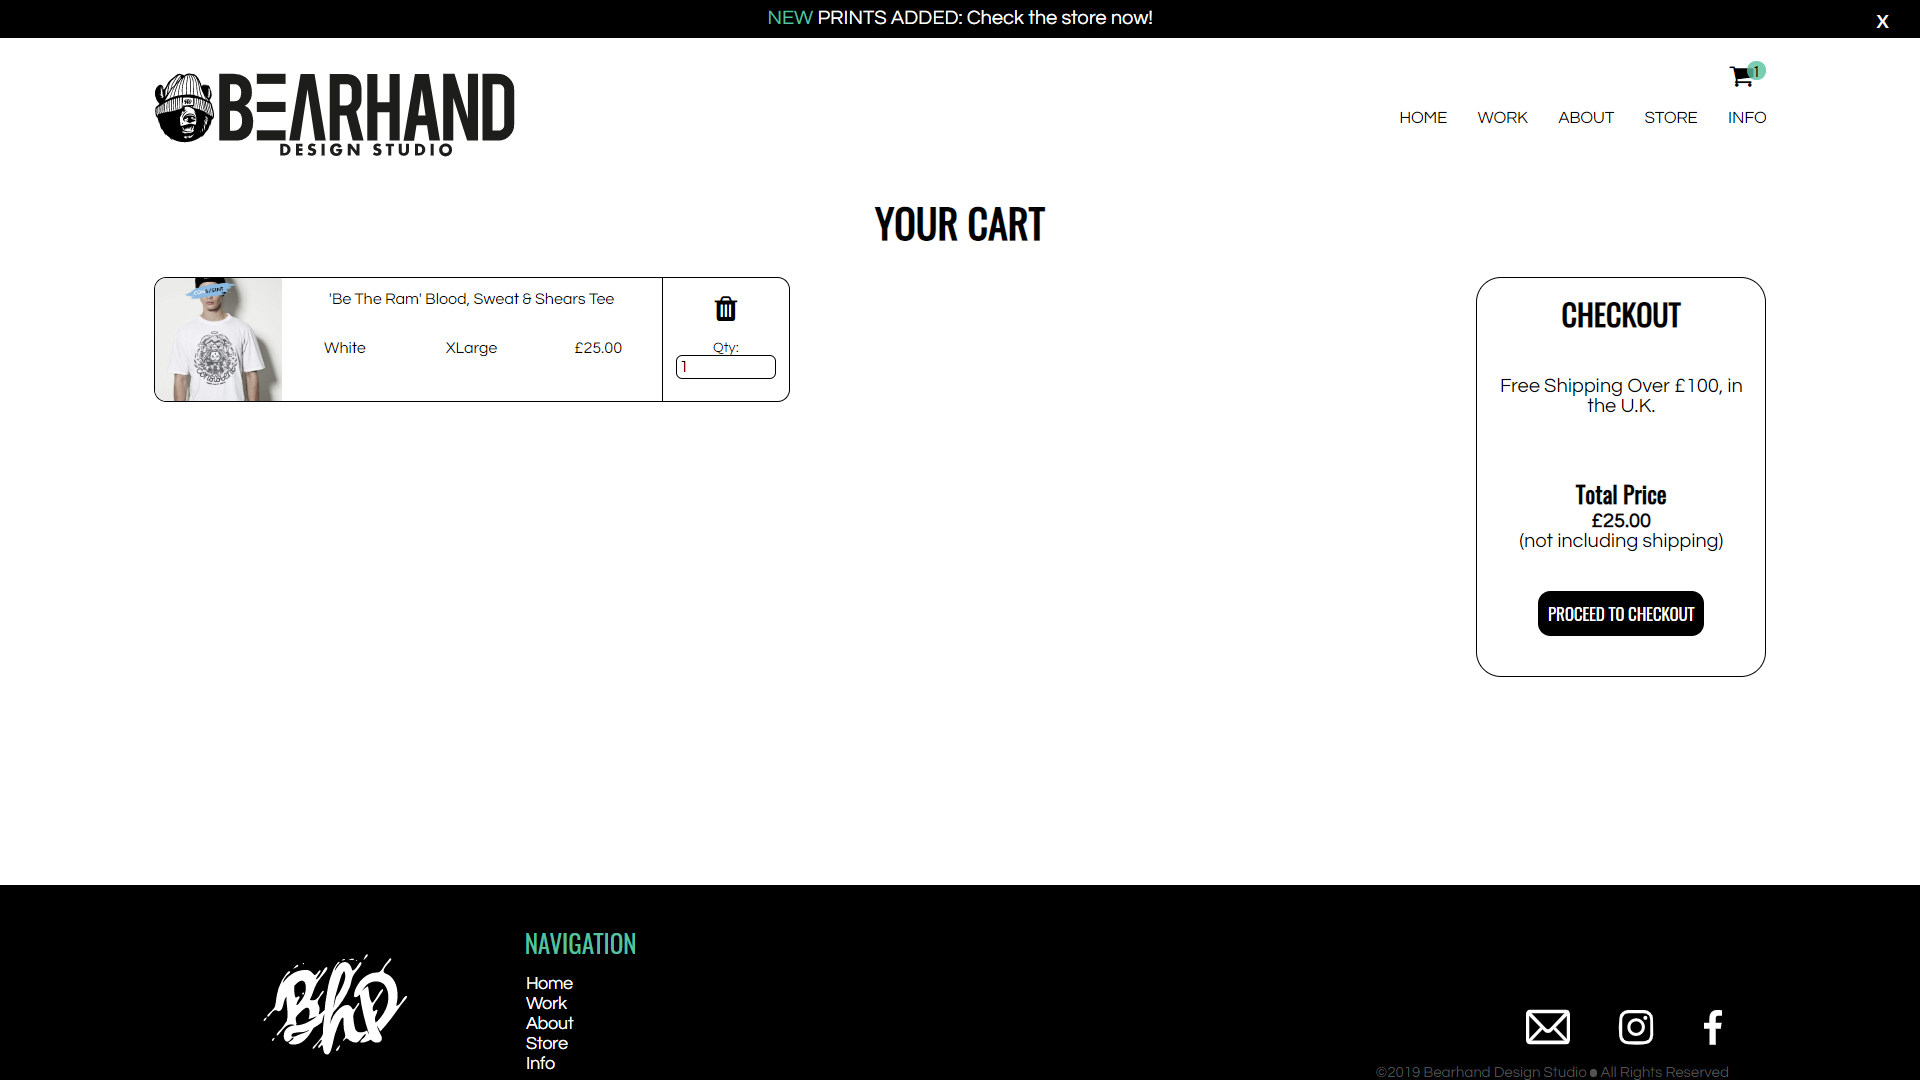 NEW PRINTS ADDED: Check the store now!
X
BEARHAND
DESIGN STUDIO
1
HOME WORK ABOUT STORE INFO
YOUR CART
'Be The Ram' Blood, Sweat & Shears Tee
White XLarge £25.00
Qty:
1
CHECKOUT
Free Shipping Over £100, in
the U.K.
Total Price
£25.00
(not including shipping)
PROCEED TO CHECKOUT
BhD
NAVIGATION
Home
Work
About
Store
Info
©2019 Bearhand Design Studio ● All Rights Reserved